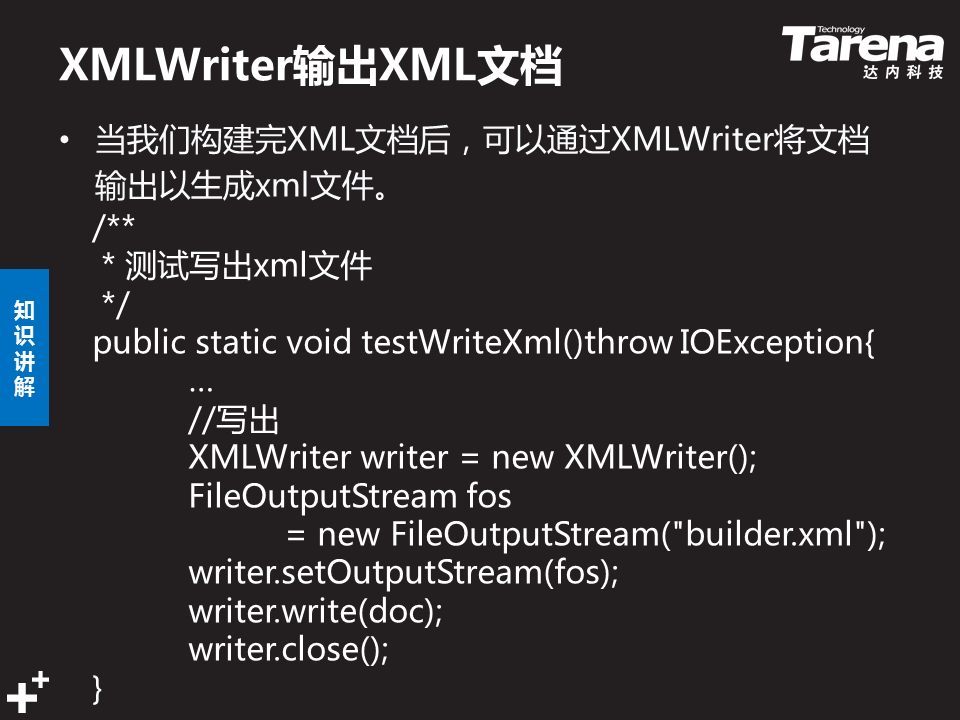 XMLWriter输出XML文档
Technology
Tarena
达内科技
• 当我们构建完XML文档后，可以通过XMLWriter将文档
输出以生成xml文件。
/**
* 测试写出xml文件
*/
public static void testWriteXml()throw IOException{
…
//写出
XMLWriter writer = new XMLWriter();
FileOutputStream fos
= new FileOutputStream("builder.xml");
writer.setOutputStream(fos);
writer.write(doc);
writer.close();
}
知
识
讲
解